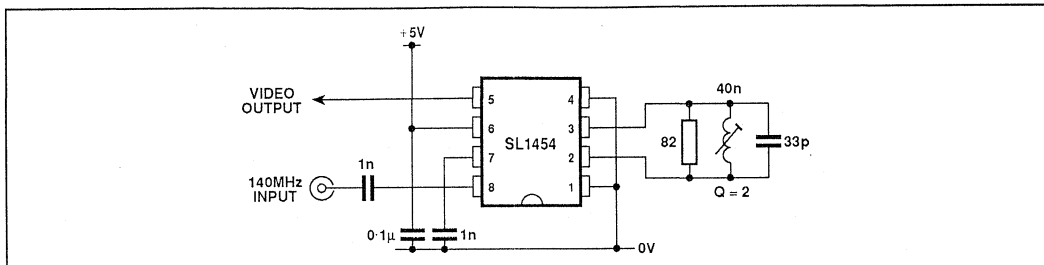 +5V
40n
VIDEO
OUTPUT
5
4
6
3
SL1454
82
33p
7
2
1n
140MHz
INPUT
8
1
Q = 2
0·1µ
1n
0V